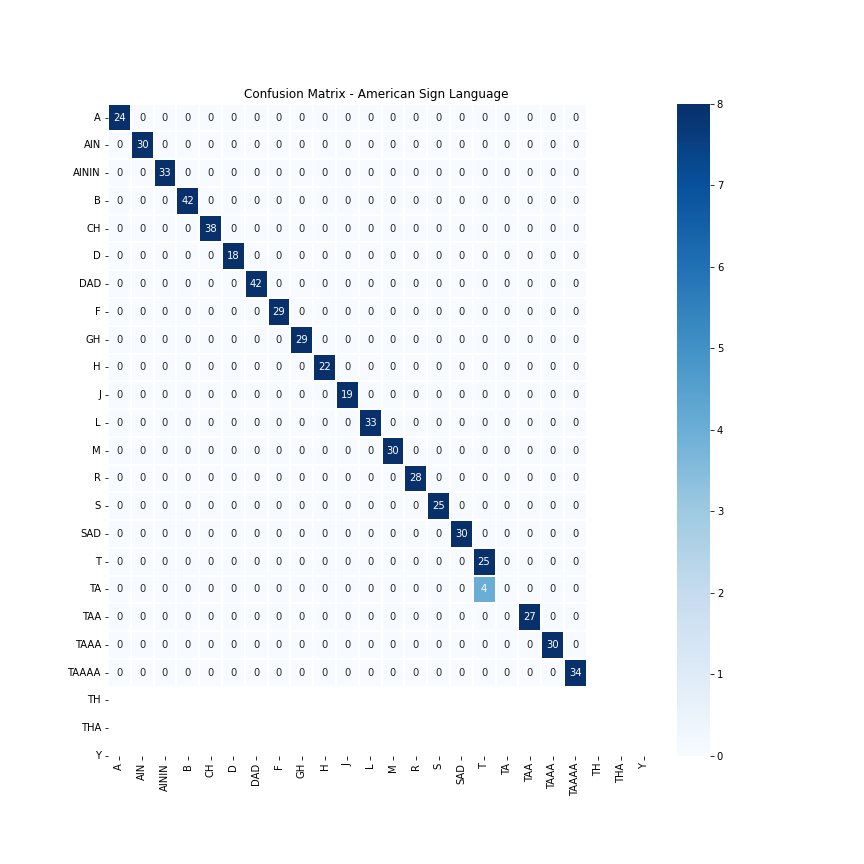 Confusion Matrix - American Sign Language
A 24 0 0 0 0 0 0 0 0 0 0 0 0 0 0 0 0 0 0 0 0
AIN 0 30 0 0 0 0 0 0 0 0 0 0 0 0 0 0 0 0 0 0 0
AININ 0 0 33 0 0 0 0 0 0 0 0 0 0 0 0 0 0 0 0 0 0
B 0 0 0 42 0 0 0 0 0 0 0 0 0 0 0 0 0 0 0 0 0
CH 0 0 0 0 38 0 0 0 0 0 0 0 0 0 0 0 0 0 0 0 0
D 0 0 0 0 0 18 0 0 0 0 0 0 0 0 0 0 0 0 0 0 0
DAD 0 0 0 0 0 0 42 0 0 0 0 0 0 0 0 0 0 0 0 0 0
F 0 0 0 0 0 0 0 29 0 0 0 0 0 0 0 0 0 0 0 0 0
GH 0 0 0 0 0 0 0 0 29 0 0 0 0 0 0 0 0 0 0 0 0
H 0 0 0 0 0 0 0 0 0 22 0 0 0 0 0 0 0 0 0 0 0
J 0 0 0 0 0 0 0 0 0 0 19 0 0 0 0 0 0 0 0 0 0
L 0 0 0 0 0 0 0 0 0 0 0 33 0 0 0 0 0 0 0 0 0
M 0 0 0 0 0 0 0 0 0 0 0 0 30 0 0 0 0 0 0 0 0
R 0 0 0 0 0 0 0 0 0 0 0 0 0 28 0 0 0 0 0 0 0
S 0 0 0 0 0 0 0 0 0 0 0 0 0 0 25 0 0 0 0 0 0
SAD 0 0 0 0 0 0 0 0 0 0 0 0 0 0 0 30 0 0 0 0 0
T 0 0 0 0 0 0 0 0 0 0 0 0 0 0 0 0 25 0 0 0 0
TA 0 0 0 0 0 0 0 0 0 0 0 0 0 0 0 0 4 0 0 0 0
TAA 0 0 0 0 0 0 0 0 0 0 0 0 0 0 0 0 0 0 27 0 0
TAAA 0 0 0 0 0 0 0 0 0 0 0 0 0 0 0 0 0 0 0 30 0
TAAAA 0 0 0 0 0 0 0 0 0 0 0 0 0 0 0 0 0 0 0 0 34
TH
THA
Y
A AIN AININ B CH D DAD F GH H J L M R S SAD T TA TAA TAAA TAAAA TH THA Y
8
7
6
5
4
3
2
1
0